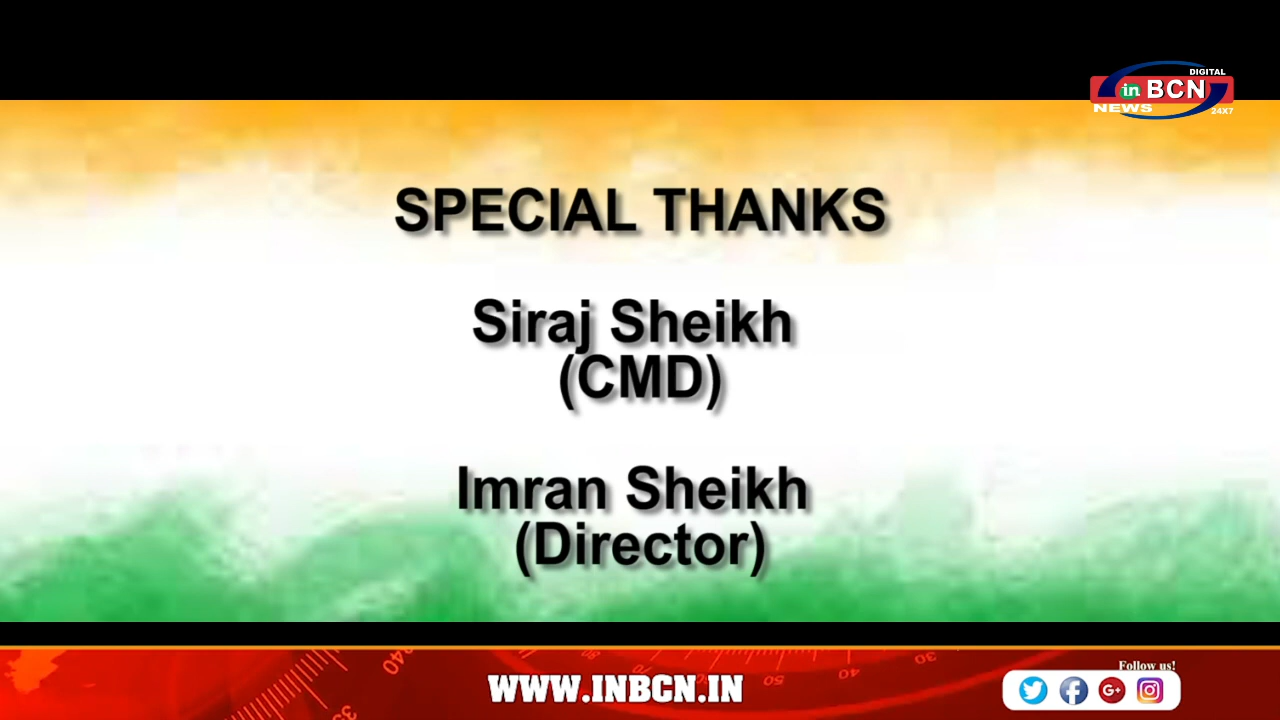 DIGITAL
in BCN
NEWS 24X7
SPECIAL THANKS
Siraj Sheikh
(CMD)
Imran Sheikh
(Director)
WWW.INBCN.IN
Follow us!